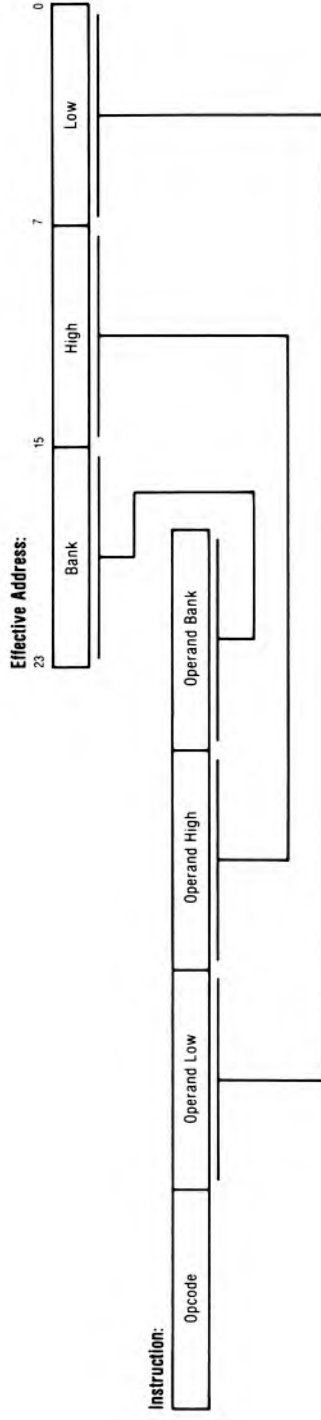 Effective Address:
23 15 7 0
Bank High Low
Instruction:
Opcode Operand Low Operand High Operand Bank